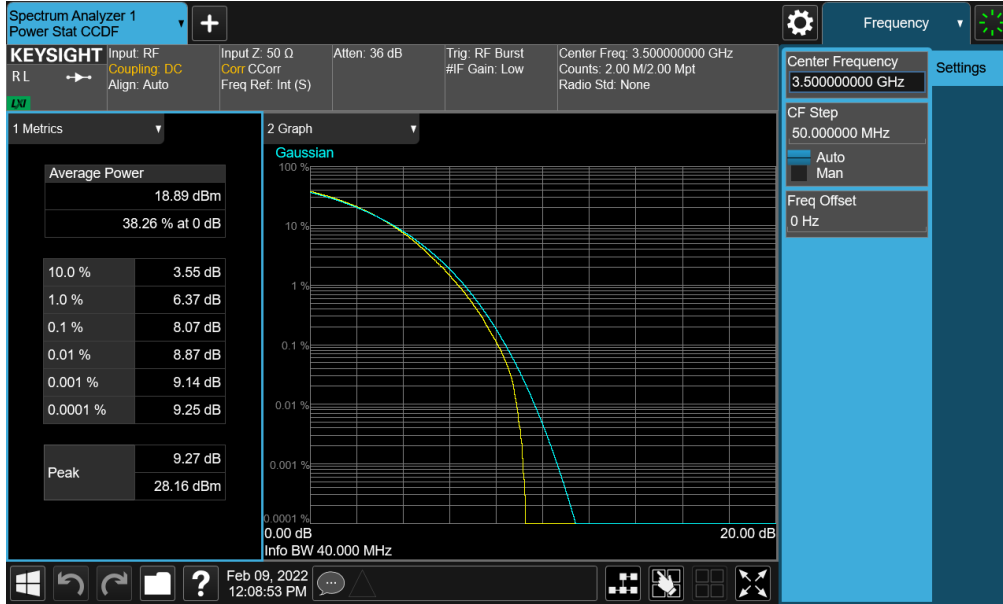 Spectrum Analyzer 1
Power Stat CCDF
+
Frequency
KEYSIGHT
RL
LXI
Input: RF
Coupling: DC
Align: Auto
Input Z: 50 Ω
Corr CCorr
Freq Ref: Int (S)
Atten: 36 dB
Trig: RF Burst
#IF Gain: Low
Center Freq: 3.500000000 GHz
Counts: 2.00 M/2.00 Mpt
Radio Std: None
Center Frequency
3.500000000 GHz
Settings
CF Step
50.000000 MHz
Auto
Man
Freq Offset
0 Hz
1 Metrics
Average Power
18.89 dBm
38.26 % at 0 dB
10.0 % 3.55 dB
1.0 % 6.37 dB
0.1 % 8.07 dB
0.01 % 8.87 dB
0.001 % 9.14 dB
0.0001 % 9.25 dB
Peak
9.27 dB
28.16 dBm
2 Graph
Gaussian
100 %
10 %
1 %
0.1 %
0.01 %
0.001 %
0.0001 %
0.00 dB 20.00 dB
Info BW 40.000 MHz
?
Feb 09, 2022
12:08:53 PM